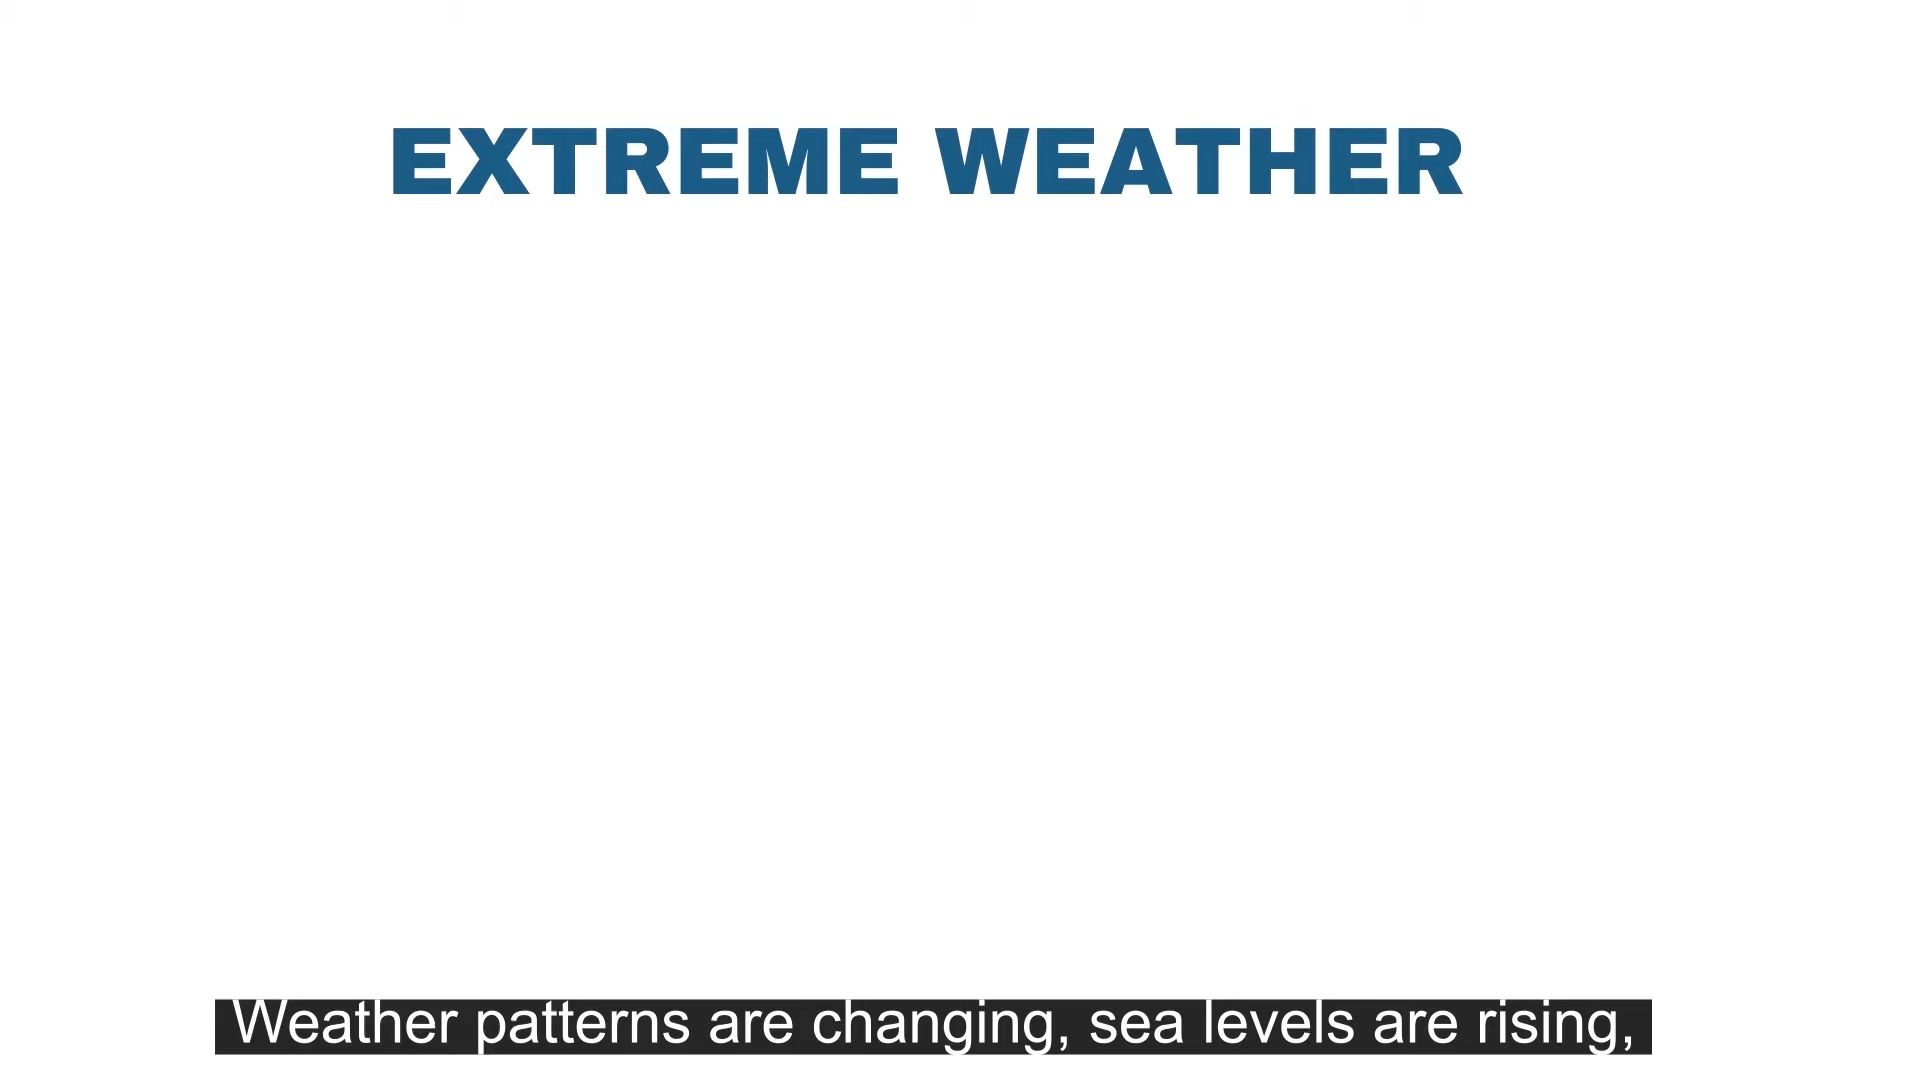 EXTREME WEATHER
Weather patterns are changing, sea levels are rising,